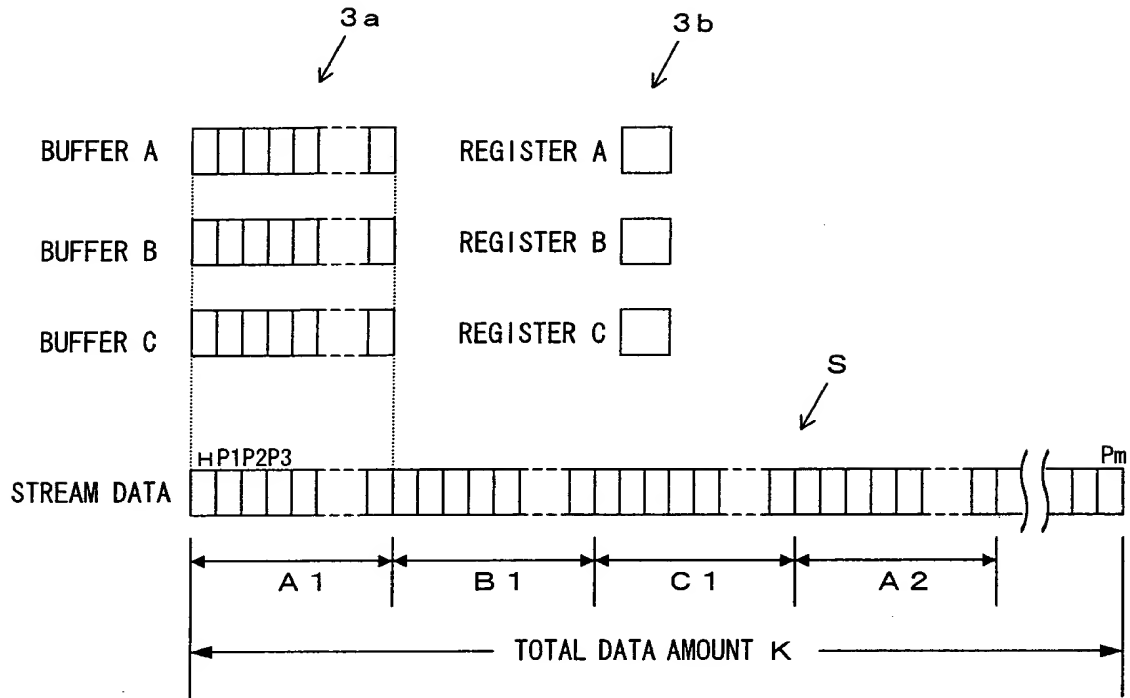 3a
3b
BUFFER A
REGISTER A
BUFFER B
REGISTER B
BUFFER C
REGISTER C
S
HP1P2P3
Pm
STREAM DATA
A1
B1
C1
A2
TOTAL DATA AMOUNT K